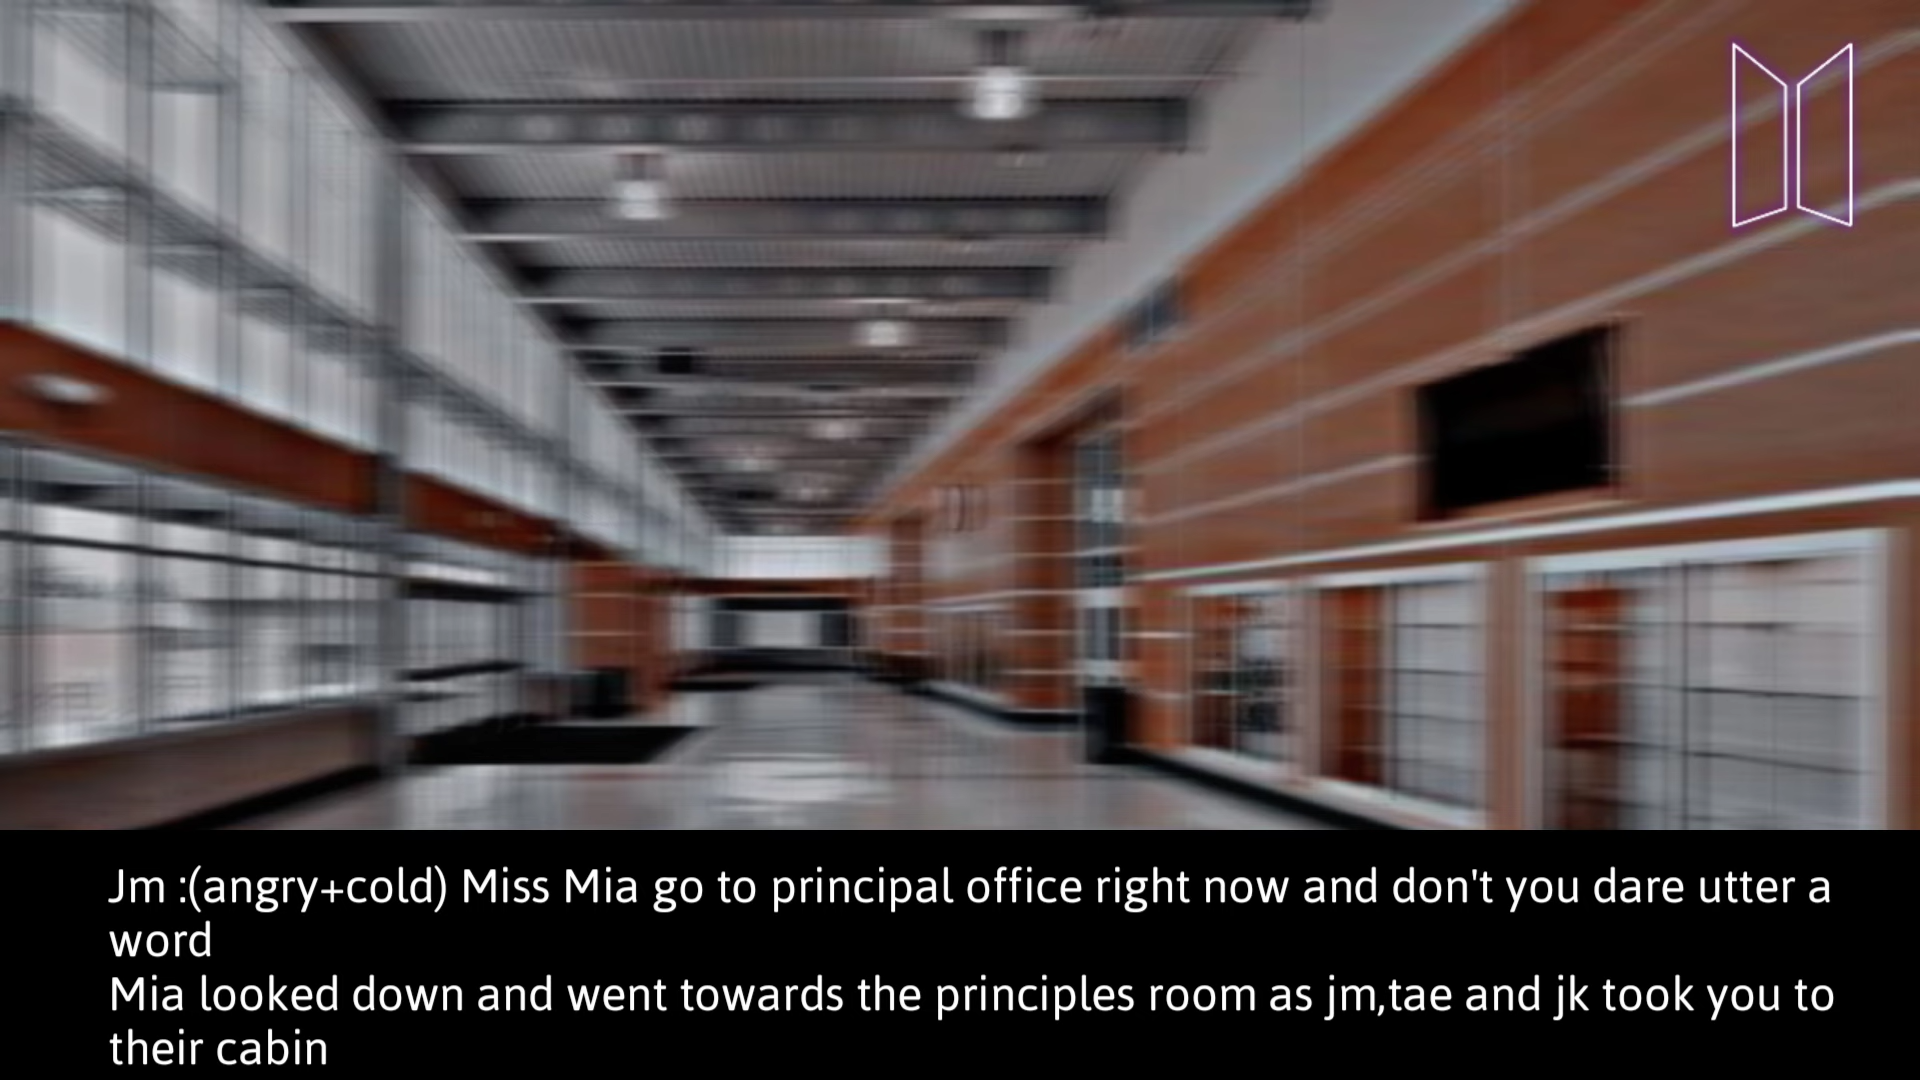 Jm :(angry+cold) Miss Mia go to principal office right now and don't you dare utter a
word
Mia looked down and went towards the principles room as jm,tae and jk took you to
their cabin